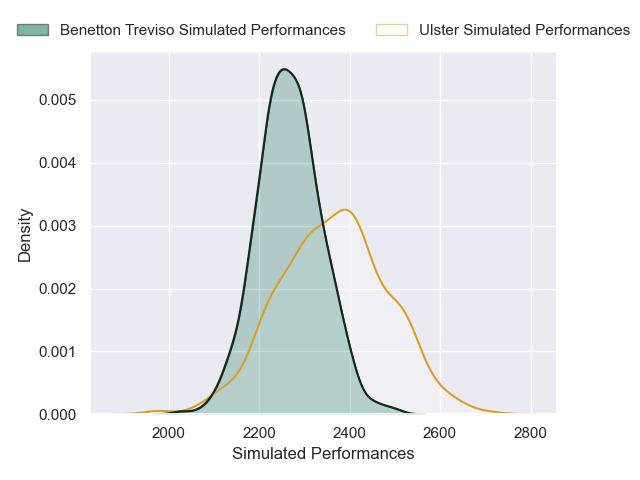 Benetton Treviso Simulated Performances
Ulster Simulated Performances
0.005
0.004
0.003
0.002
0.001
0.000
Density
2000
2200
2400
2600
2800
Simulated Performances